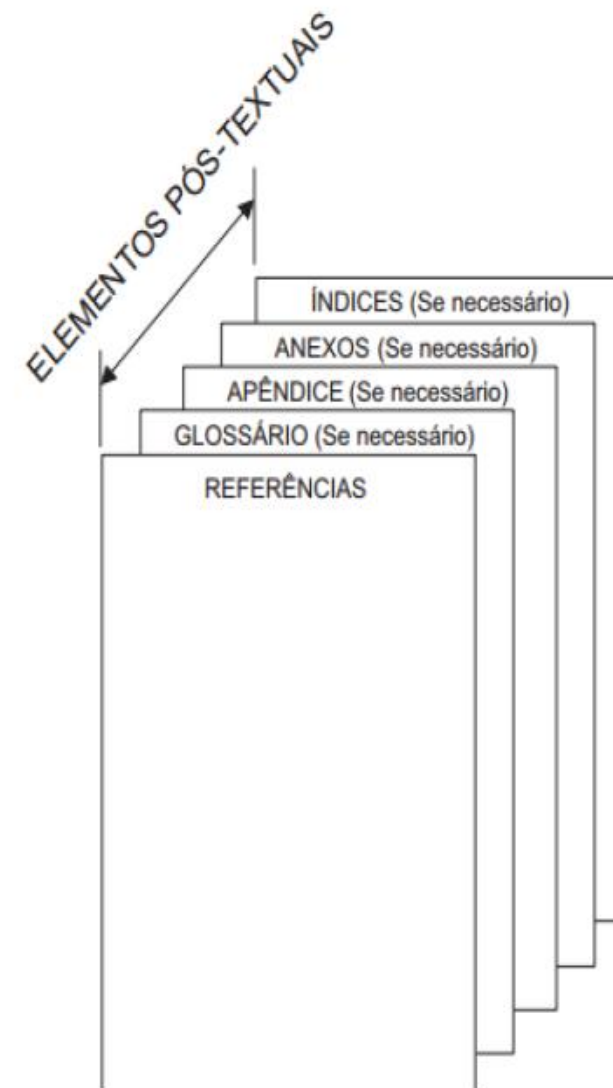 ELEMENTOS PÓS-TEXTUAIS
ÍNDICES (Se necessário)
ANEXOS (Se necessário)
APÊNDICE (Se necessário)
GLOSSÁRIO (Se necessário)
REFERÊNCIAS